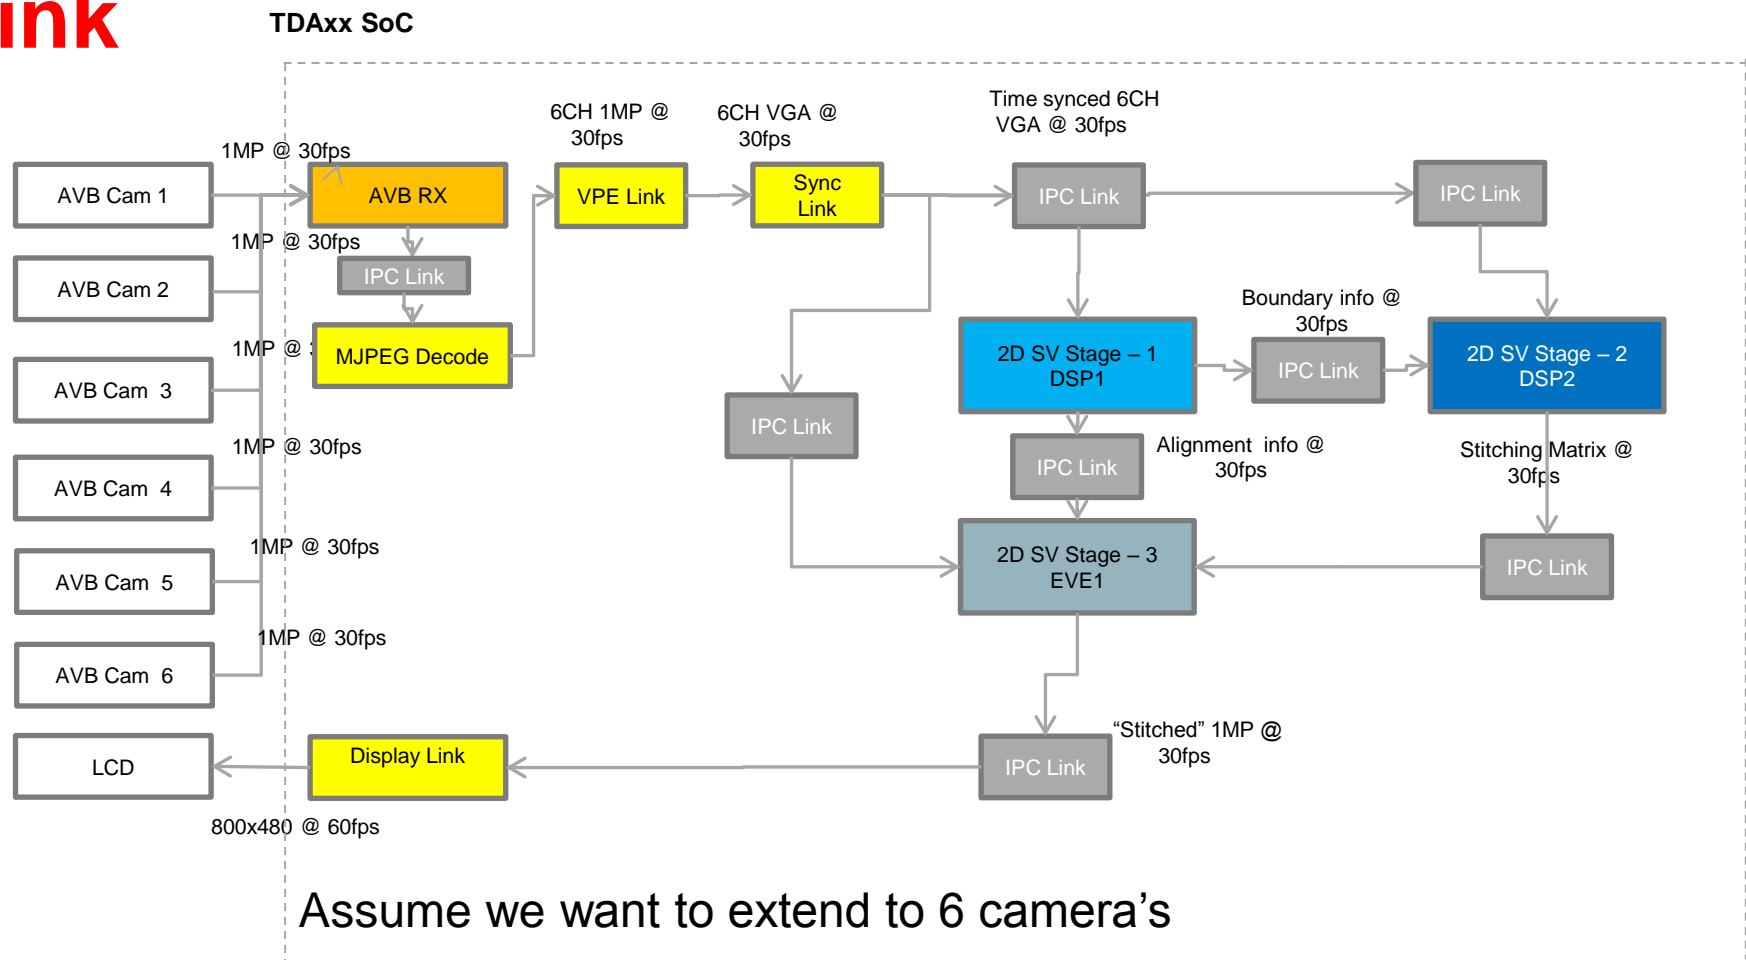 ink
TDAxx SoC
6CH 1MP @
30fps
6CH VGA @
30fps
Time synced 6CH
VGA @ 30fps
1MP @ 30fps
AVB Cam 1
AVB RX
VPE Link
Sync
Link
IPC Link
IPC Link
1MP @ 30fps
IPC Link
AVB Cam 2
Boundary info @
30fps
1MP @
MJPEG Decode
2D SV Stage – 1
DSP1
IPC Link
2D SV Stage – 2
DSP2
AVB Cam 3
IPC Link
1MP @ 30fps
Alignment info @
30fps
IPC Link
Stitching Matrix @
30fps
AVB Cam 4
1MP @ 30fps
2D SV Stage – 3
EVE1
IPC Link
AVB Cam 5
1MP @ 30fps
AVB Cam 6
“Stitched” 1MP @
30fps
LCD
Display Link
IPC Link
800x480 @ 60fps
Assume we want to extend to 6 camera’s